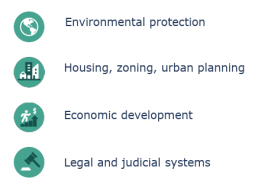 Environmental protection
Housing, zoning, urban planning
Economic development
Legal and judicial systems